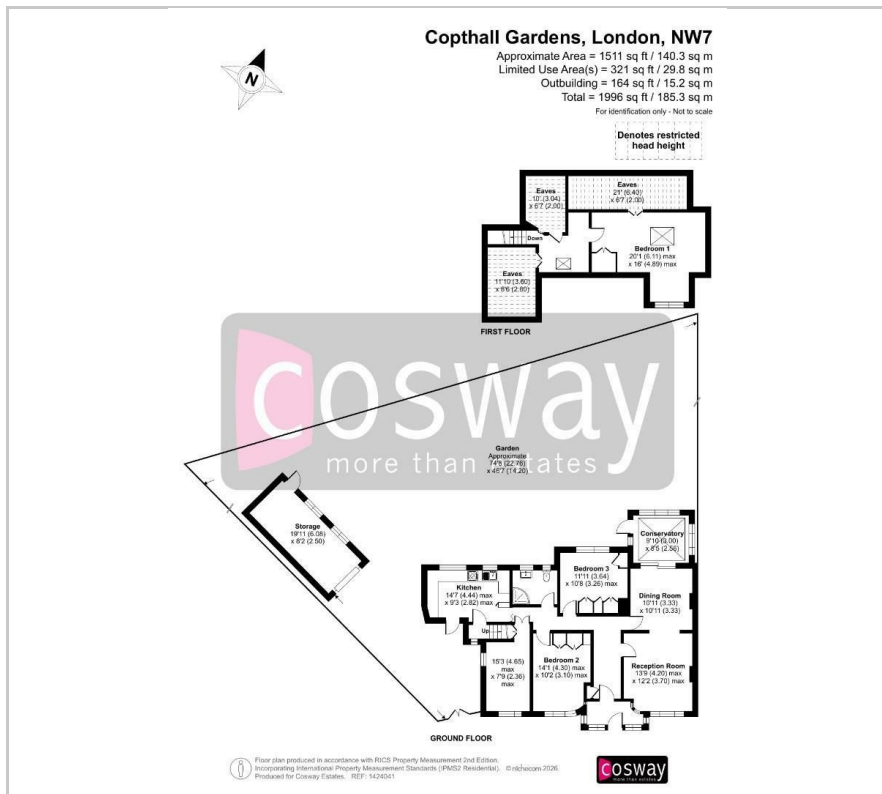 Copthall Gardens, London, NW7
Approximate Area = 1511 sq ft / 140.3 sq m
Limited Use Area(s) = 321 sq ft / 29.8 sq m
Outbuilding = 164 sq ft / 15.2 sq m
Total = 1996 sq ft / 185.3 sq m
For identification only - Not to scale
N
Denotes restricted
head height
Eaves
10' (3.04)
x 6'7 (2.00)
Eaves
21' (6.40)
x 6'7 (2.00)
Down
Bedroom 1
20'1 (6.11) max
x 16' (4.89) max
Eaves
11'10 (3.60)
x 8'6 (2.60)
FIRST FLOOR
cosway
more than estates
Garden
Approximate
74'8 (22.76)
x 46'7 (14.20)
Storage
19'11 (6.08)
x 8'2 (2.50)
Conservatory
9'10 (3.00)
x 8'5 (2.56)
Kitchen
14'7 (4.44) max
x 9'3 (2.82) max
Bedroom 3
11'11 (3.64)
x 10'8 (3.26) max
Dining Room
10'11 (3.33)
x 10'11 (3.33)
Up
15'3 (4.65)
max
x 7'9 (2.36)
max
Bedroom 2
14'1 (4.30) max
x 10'2 (3.10) max
Reception Room
13'9 (4.20) max
x 12'2 (3.70) max
GROUND FLOOR
Floor plan produced in accordance with RICS Property Measurement 2nd Edition.
Incorporating International Property Measurement Standards (IPMS2 Residential). © nichecom 2026.
Produced for Cosway Estates. REF: 1424041
cosway
more than estates